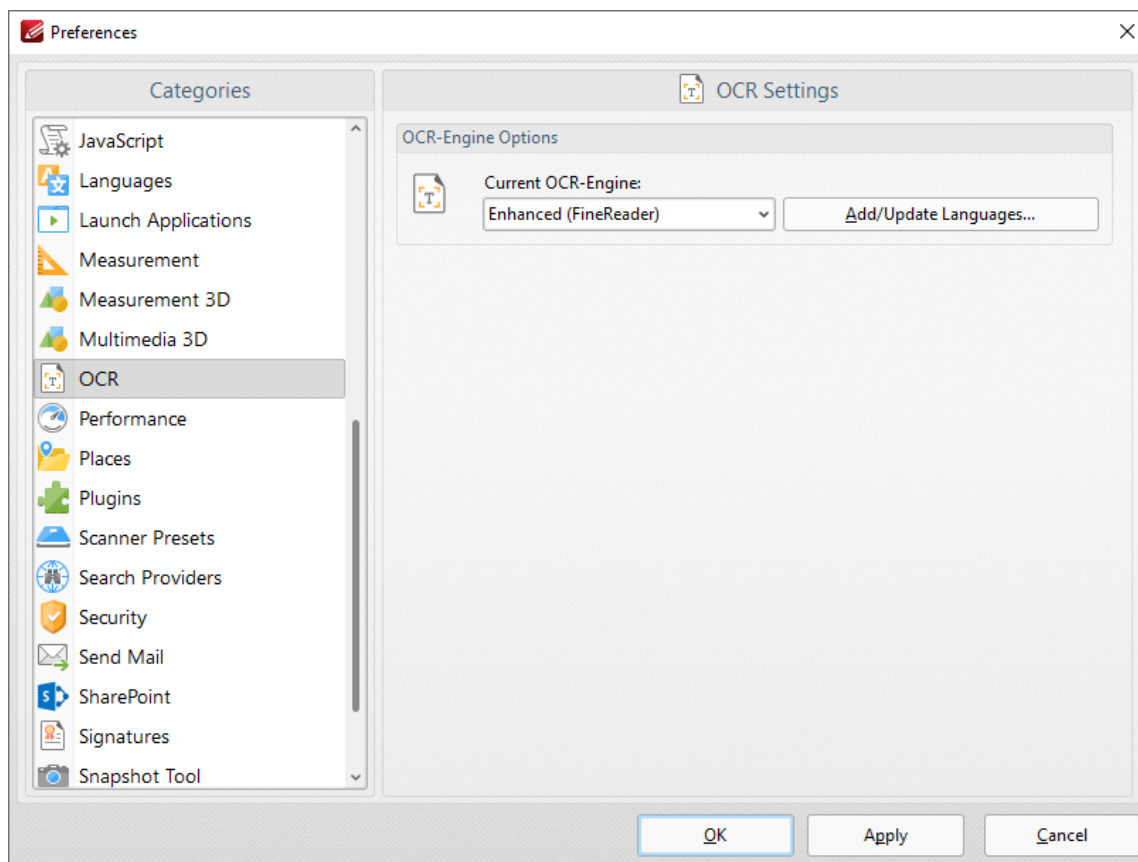 Preferences
Categories
JavaScript
Languages
Launch Applications
Measurement
Measurement 3D
Multimedia 3D
OCR
Performance
Places
Plugins
Scanner Presets
Search Providers
Security
Send Mail
SharePoint
Signatures
Snapshot Tool
OCR Settings
OCR-Engine Options
Current OCR-Engine:
Enhanced (FineReader) Add/Update Languages...
OK Apply Cancel